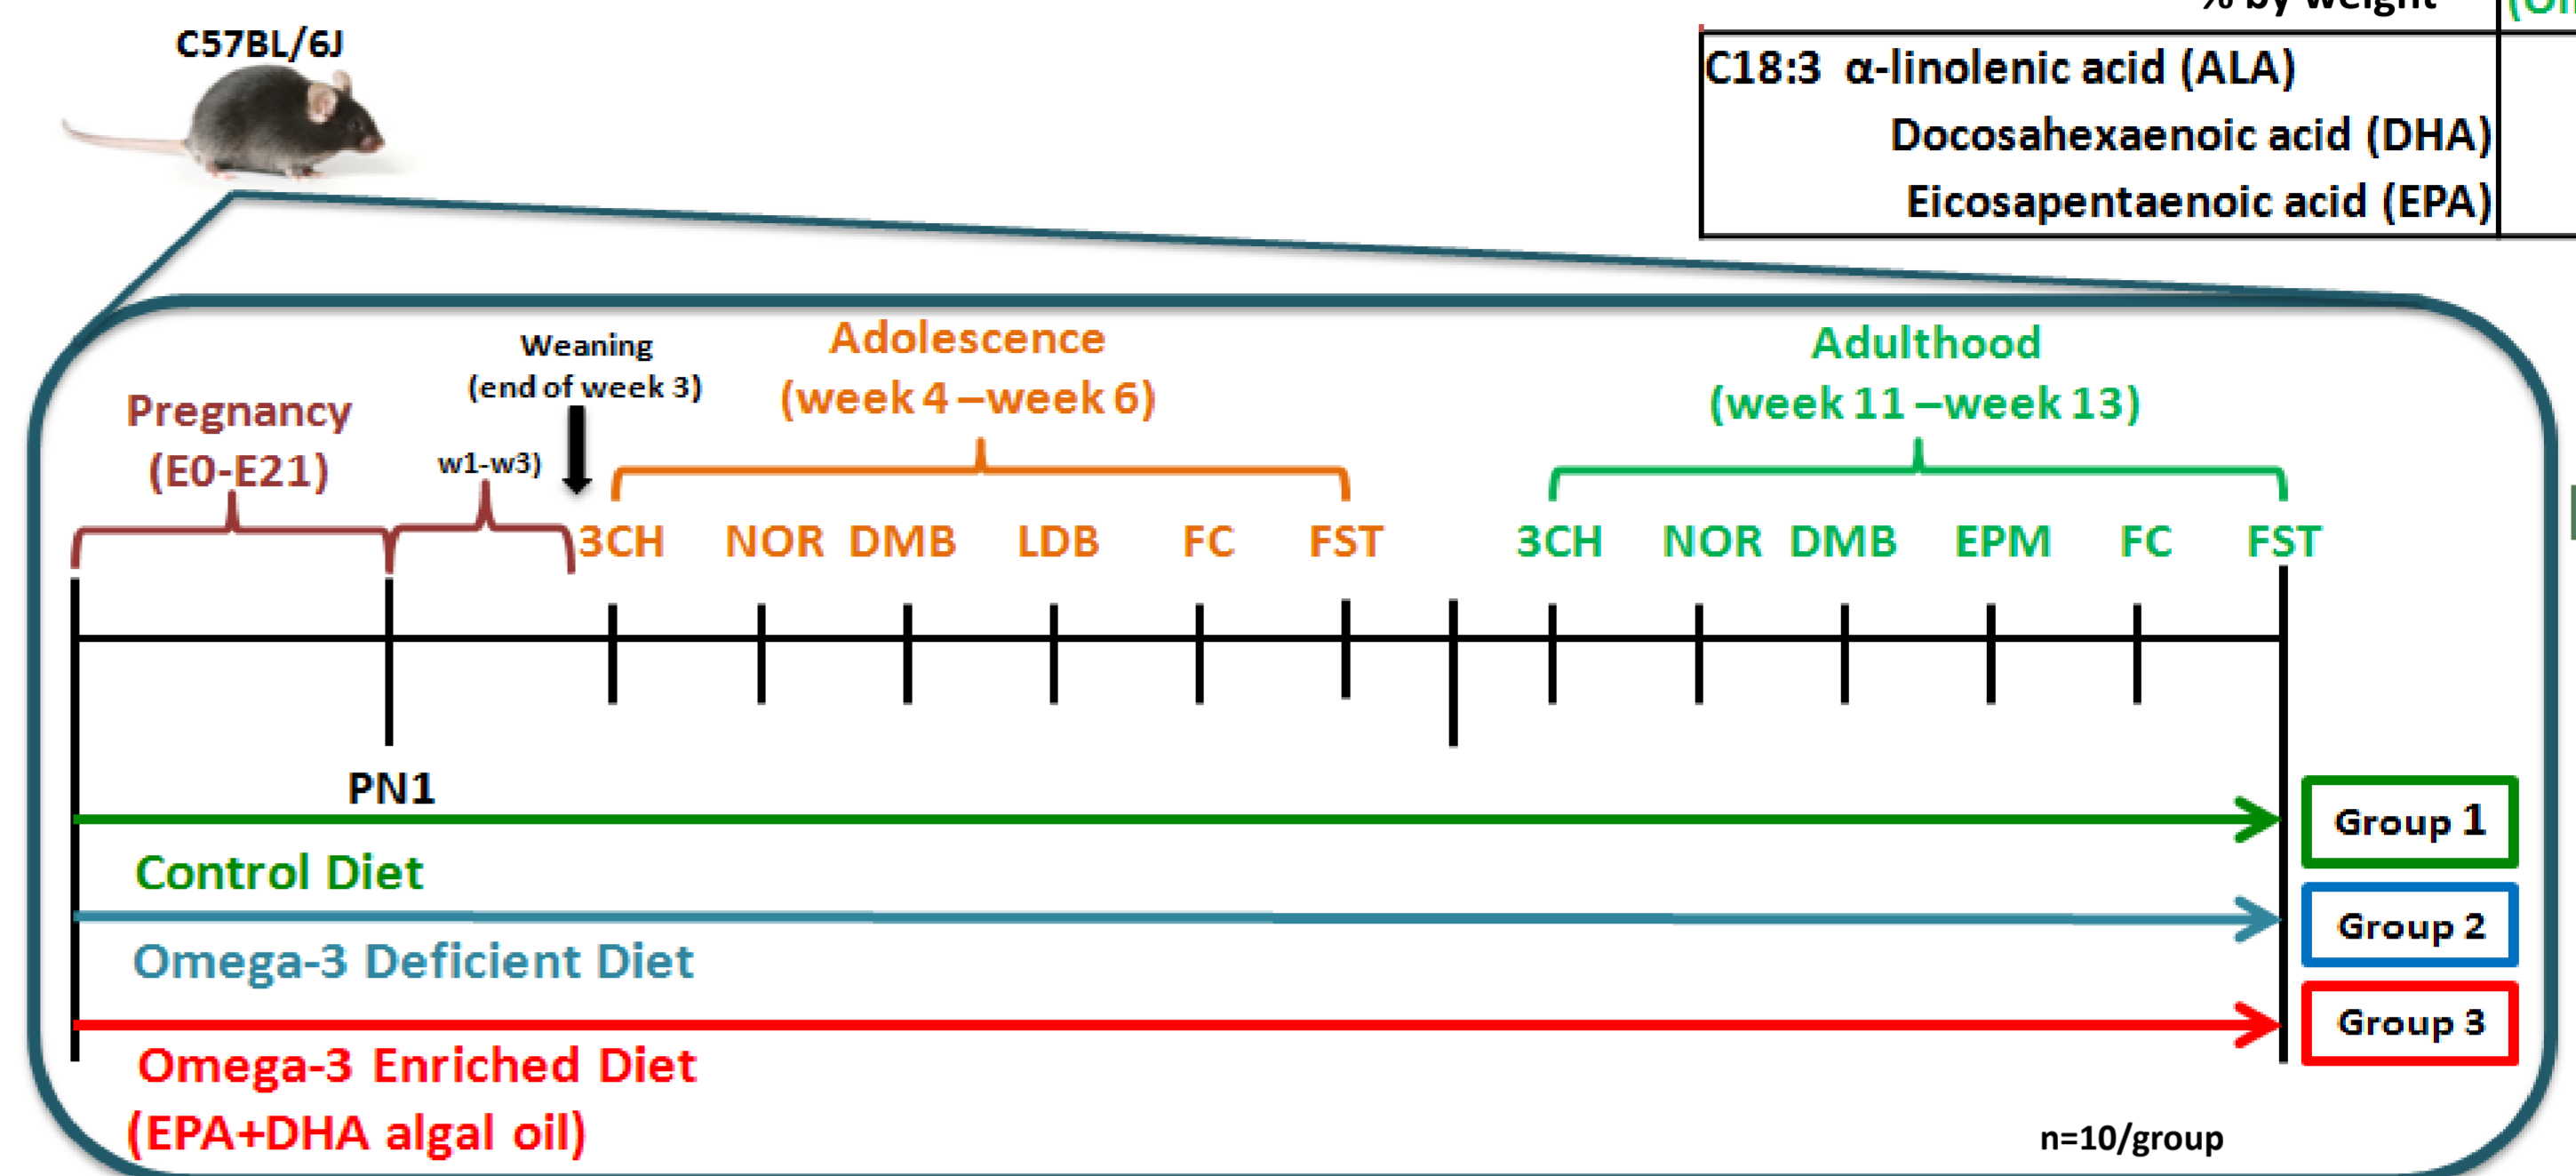 % by weight
C57BL/6J
C18:3 α-linolenic acid (ALA)
Docosahexaenoic acid (DHA)
Eicosapentaenoic acid (EPA)
Weaning
(end of week 3)
Adolescence
(week 4 –week 6)
Adulthood
(week 11 –week 13)
Pregnancy
(E0-E21)
w1-w3)
3CH NOR DMB LDB FC FST 3CH NOR DMB EPM FC FST
PN1
Group 1
Control Diet
Group 2
Omega-3 Deficient Diet
Group 3
Omega-3 Enriched Diet
(EPA+DHA algal oil)
n=10/group